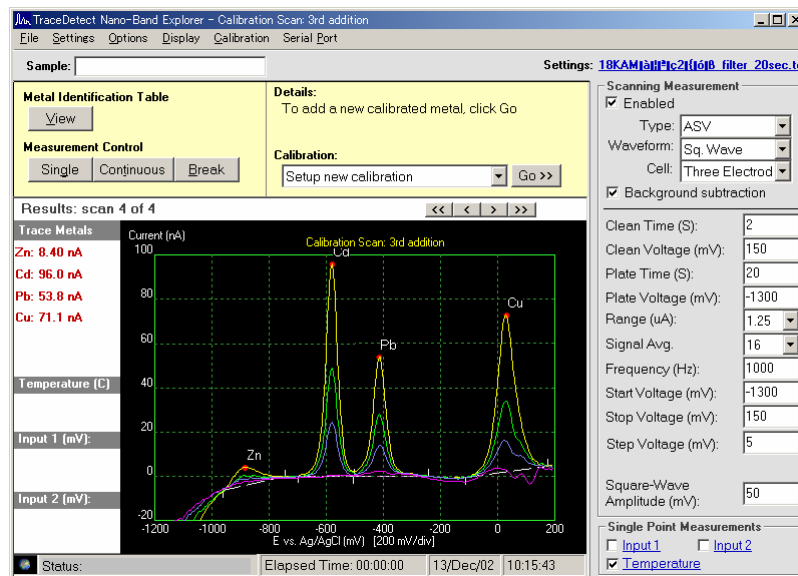 TraceDetect Nano-Band Explorer - Calibration Scan: 3rd addition
File Settings Options Display Calibration Serial Port
Sample:
Settings: filter_20sec.t
Metal Identification Table
View
Measurement Control
Single Continuous Break
Details:
To add a new calibrated metal, click Go
Calibration:
Setup new calibration Go >>
Results: scan 4 of 4
<< < > >>
Trace Metals
Zn: 8.40 nA
Cd: 96.0 nA
Pb: 53.8 nA
Cu: 71.1 nA
Temperature (C)
Input 1 (mV):
Input 2 (mV):
Current (nA)
Calibration Scan: 3rd addition
Cd
Cu
Pb
Zn
100
80
60
40
20
0
-20
-1200 -1000 -800 -600 -400 -200 0 200
E vs. Ag/AgCl (mV) [200 mV/div]
Status: Elapsed Time: 00:00:00 13/Dec/02 10:15:43
Scanning Measurement
Enabled
Type: ASV
Waveform: Sq. Wave
Cell: Three Electrod
Background subtraction
Clean Time (S): 2
Clean Voltage (mV): 150
Plate Time (S): 20
Plate Voltage (mV): -1300
Range (uA): 1.25
Signal Avg. 16
Frequency (Hz): 1000
Start Voltage (mV): -1300
Stop Voltage (mV): 150
Step Voltage (mV): 5
Square-Wave
Amplitude (mV): 50
Single Point Measurements
Input 1 Input 2
Temperature